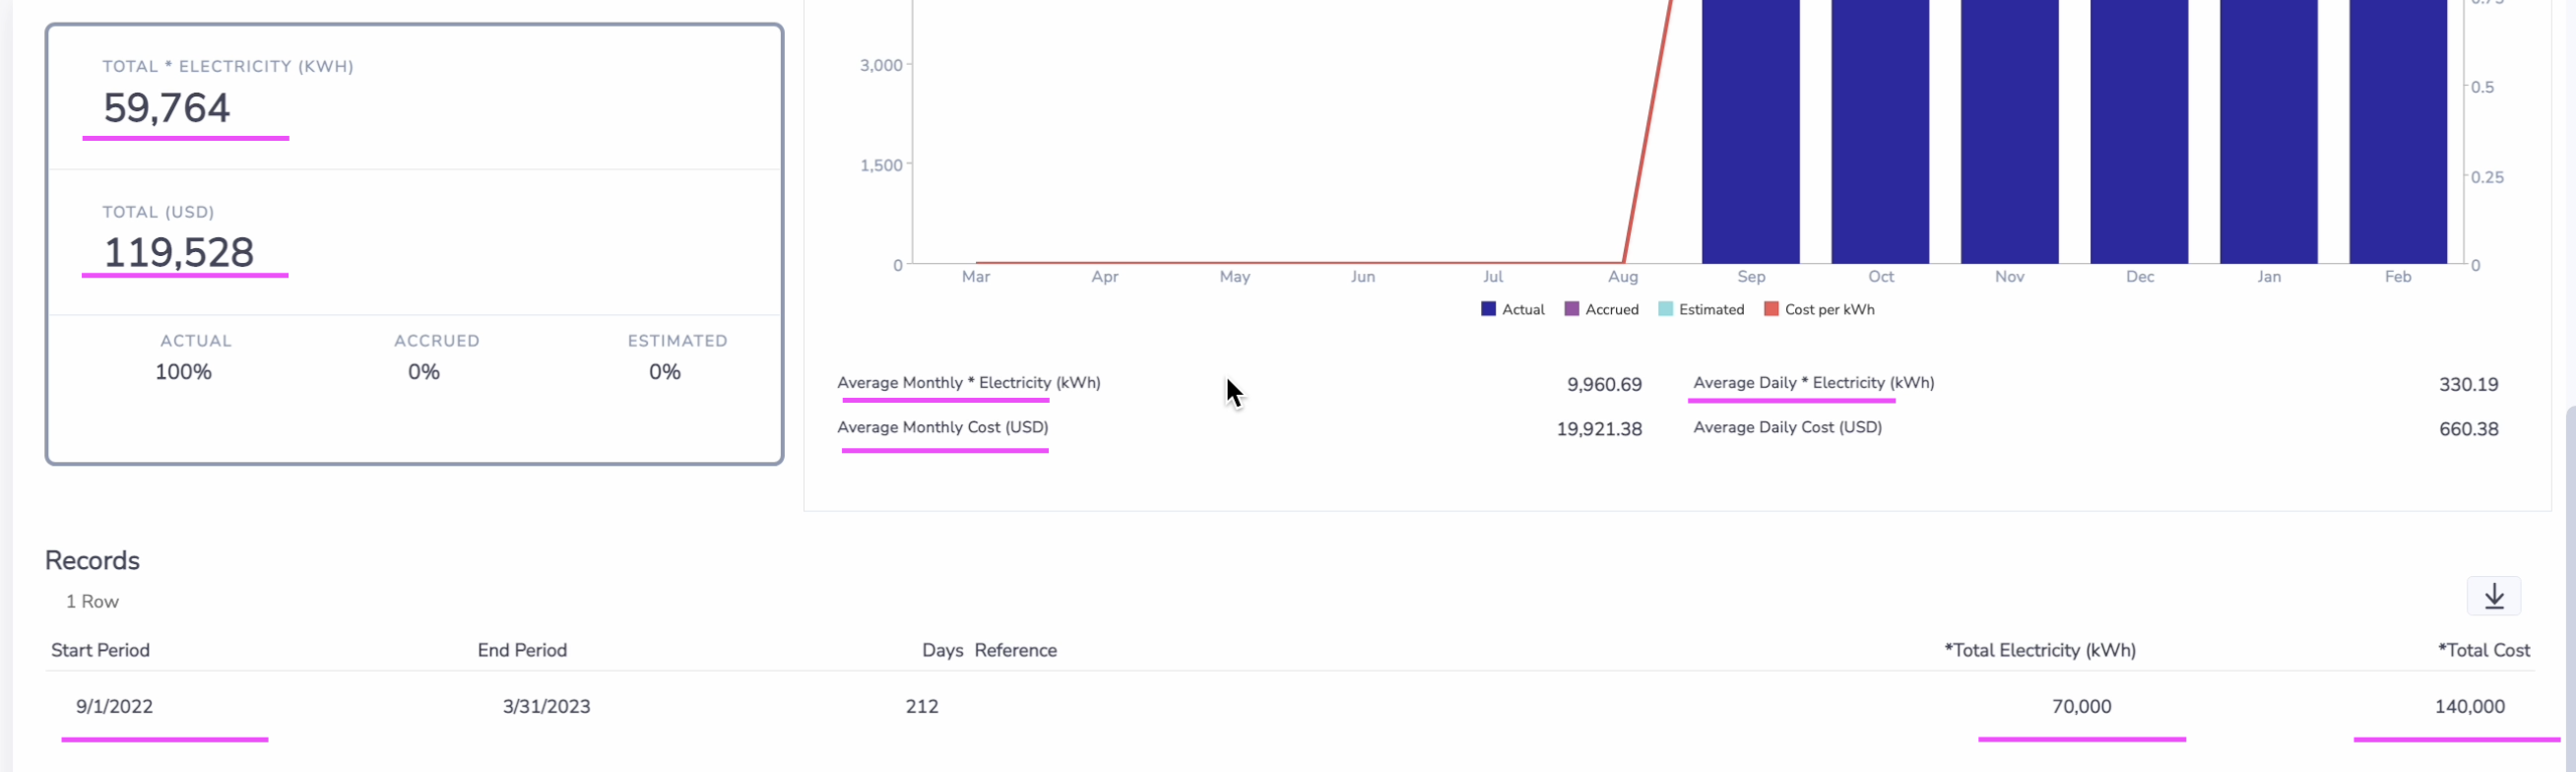 TOTAL * ELECTRICITY (KWH)
59,764
TOTAL (USD)
119,528
ACTUAL ACCRUED ESTIMATED
100% 0% 0%
3,000
1,500
0
0.5
0.25
0
Mar Apr May Jun Jul Aug Sep Oct Nov Dec Jan Feb
Actual Accrued Estimated Cost per kWh
Average Monthly * Electricity (kWh) 9,960.69 Average Daily * Electricity (kWh) 330.19
Average Monthly Cost (USD) 19,921.38 Average Daily Cost (USD) 660.38
Records
1 Row
Start Period End Period Days Reference *Total Electricity (kWh) *Total Cost
9/1/2022 3/31/2023 212 70,000 140,000